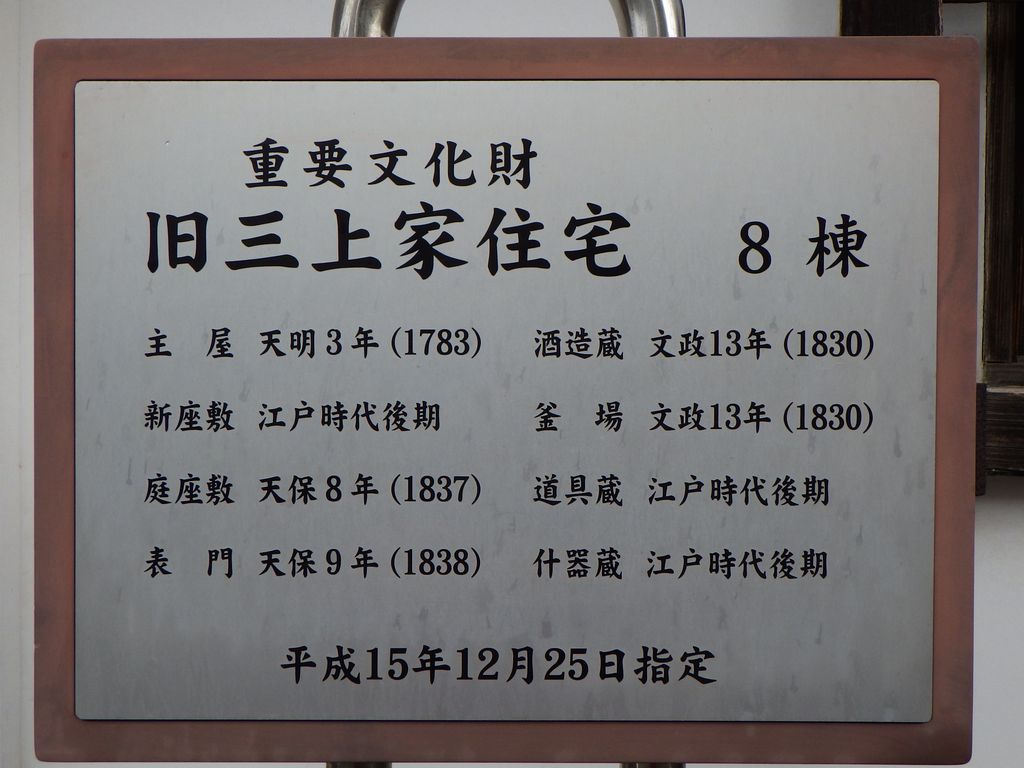 重要文化財
旧三上家住宅 8棟
主屋 天明3年(1783) 酒造蔵 文政13年(1830)
新座敷 江戸時代後期 釜場 文政13年(1830)
庭座敷 天保8年(1837) 道具蔵 江戸時代後期
表門 天保9年(1838) 什器蔵 江戸時代後期
平成15年12月25日指定